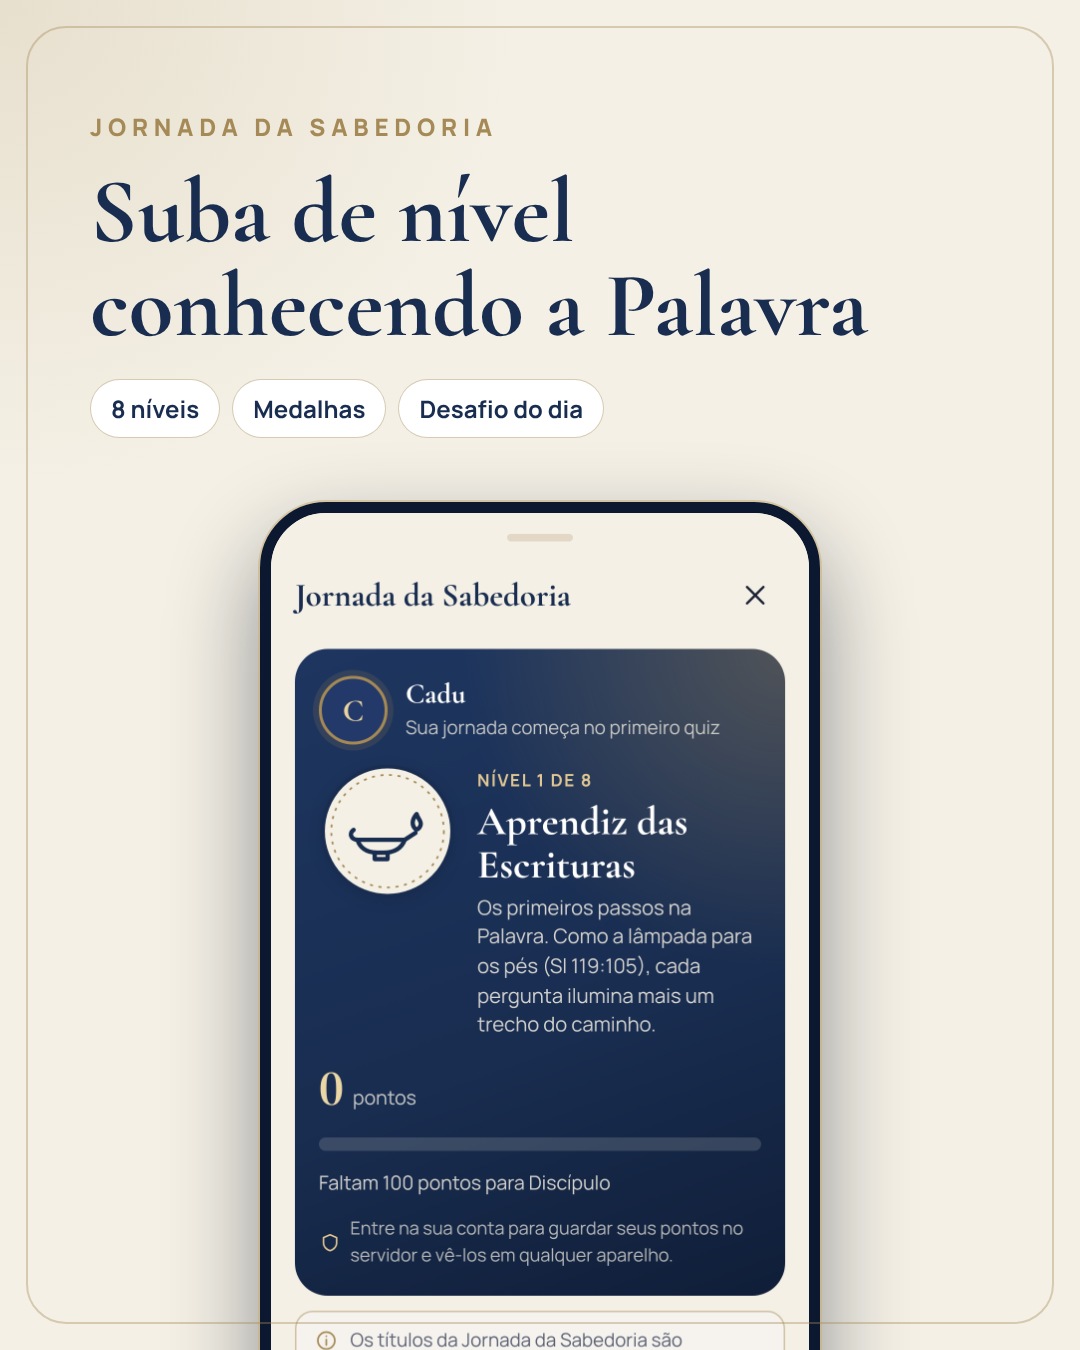 JORNADA DA SABEDORIA
Suba de nível
conhecendo a Palavra
8 níveis
Medalhas
Desafio do dia
Jornada da Sabedoria
C
Cadu
Sua jornada começa no primeiro quiz
NÍVEL 1 DE 8
Aprendiz das
Escrituras
Os primeiros passos na
Palavra. Como a lâmpada para
os pés (Sl 119:105), cada
pergunta ilumina mais um
trecho do caminho.
0 pontos
Faltam 100 pontos para Discípulo
Entre na sua conta para guardar seus pontos no
servidor e vê-los em qualquer aparelho.
Os títulos da Jornada da Sabedoria são